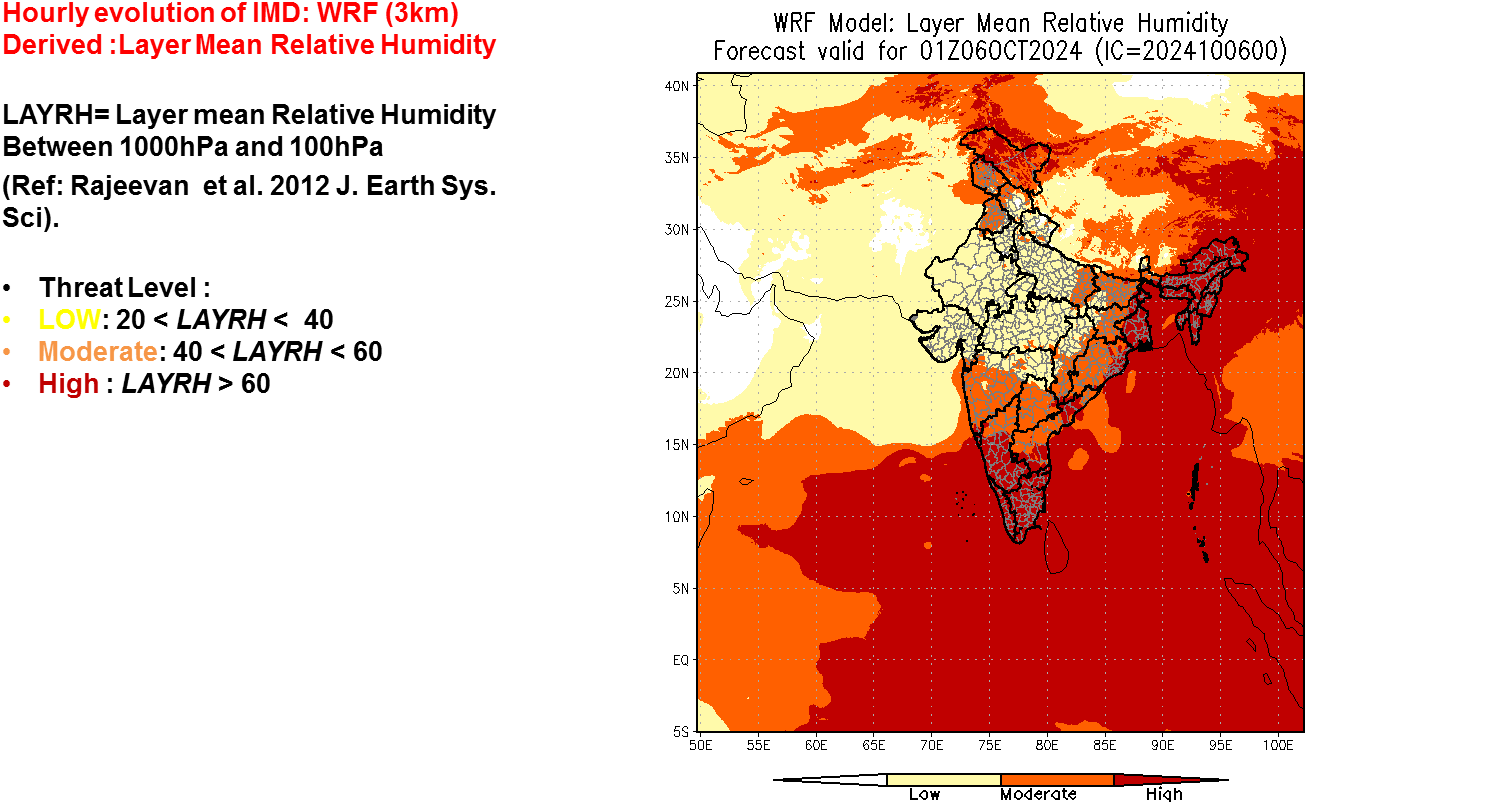 Hourly evolution of IMD: WRF (3km)
Derived :Layer Mean Relative Humidity
LAYRH= Layer mean Relative Humidity
Between 1000hPa and 100hPa
(Ref: Rajeevan et al. 2012 J. Earth Sys.
Sci).
• Threat Level :
• LOW: 20 < LAYRH < 40
• Moderate: 40 < LAYRH < 60
• High : LAYRH > 60
WRF Model: Layer Mean Relative Humidity
Forecast valid for 01Z06OCT2024 (IC=2024100600)
40N
35N
30N
25N
20N
15N
10N
5N
EQ
5S
50E 55E 60E 65E 70E 75E 80E 85E 90E 95E 100E
Low Moderate High